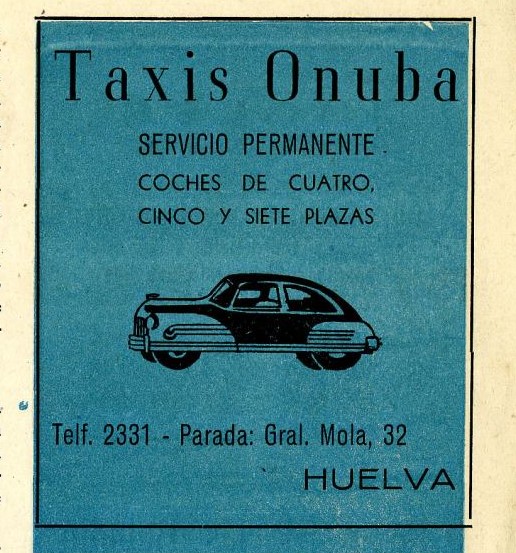 Taxis Onuba
SERVICIO PERMANENTE
COCHES DE CUATRO,
CINCO Y SIETE PLAZAS
Telf. 2331 - Parada: Gral. Mola, 32
HUELVA